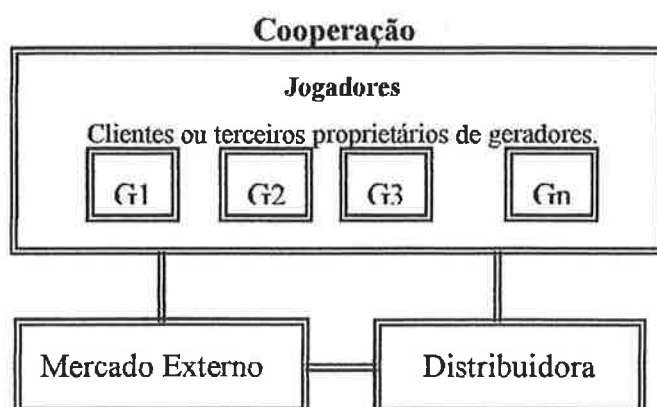 Cooperação
Jogadores
Clientes ou terceiros proprietários de geradores.
G1 G2 G3 Gn
Mercado Externo Distribuidora